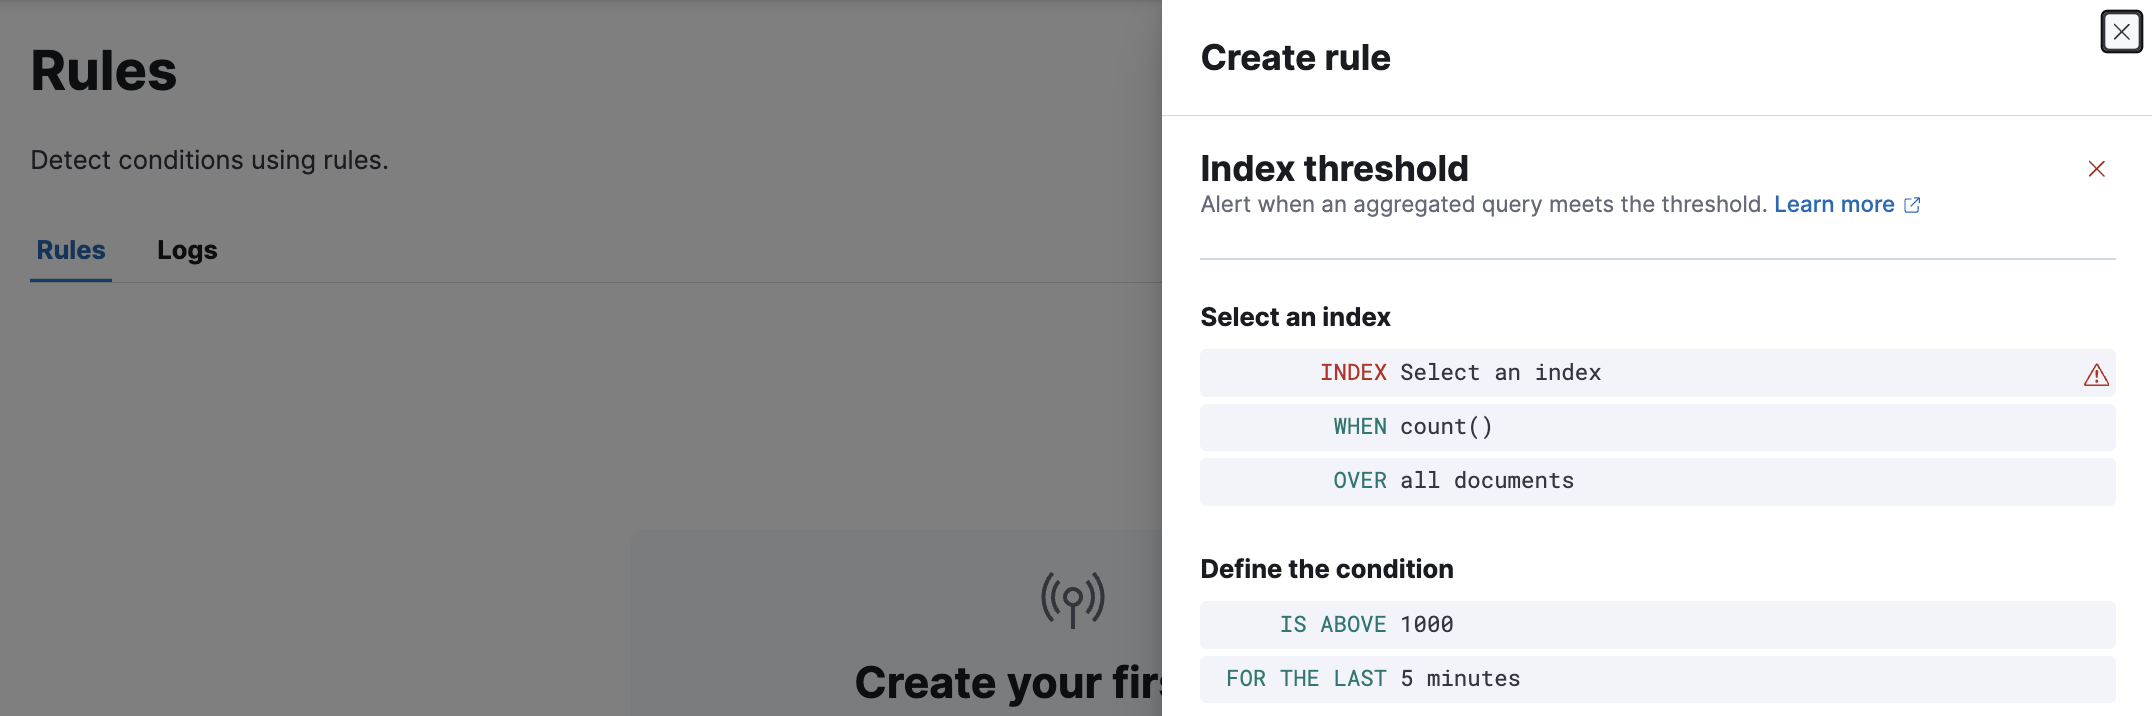 Rules
Detect conditions using rules.
Rules Logs
Create your firs
Create rule
Index threshold
Alert when an aggregated query meets the threshold. Learn more
Select an index
INDEX Select an index
WHEN count()
OVER all documents
Define the condition
IS ABOVE 1000
FOR THE LAST 5 minutes